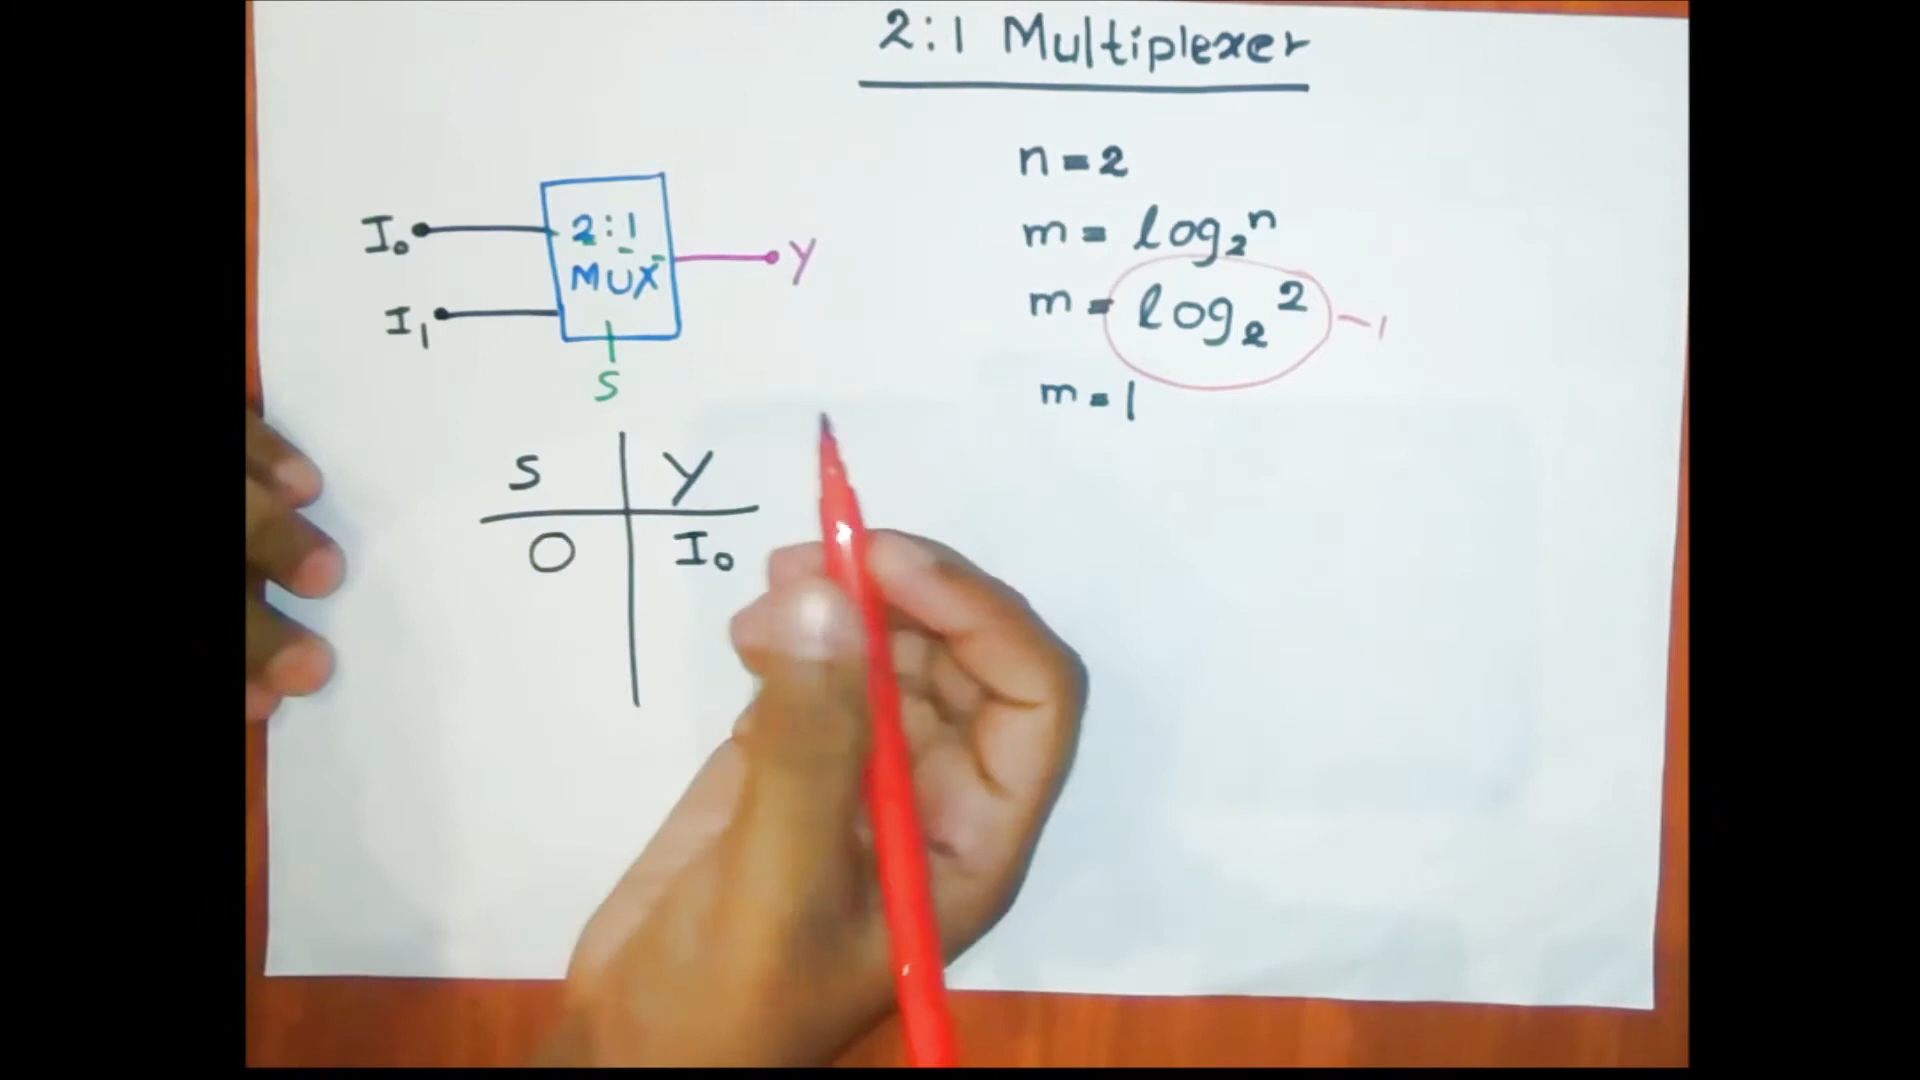 2:1 Multiplexer
I₀
2:1
MUX
Y
I₁
S
n = 2
m = log₂ⁿ
m = log₂² - 1
m = 1
S Y
0 I₀